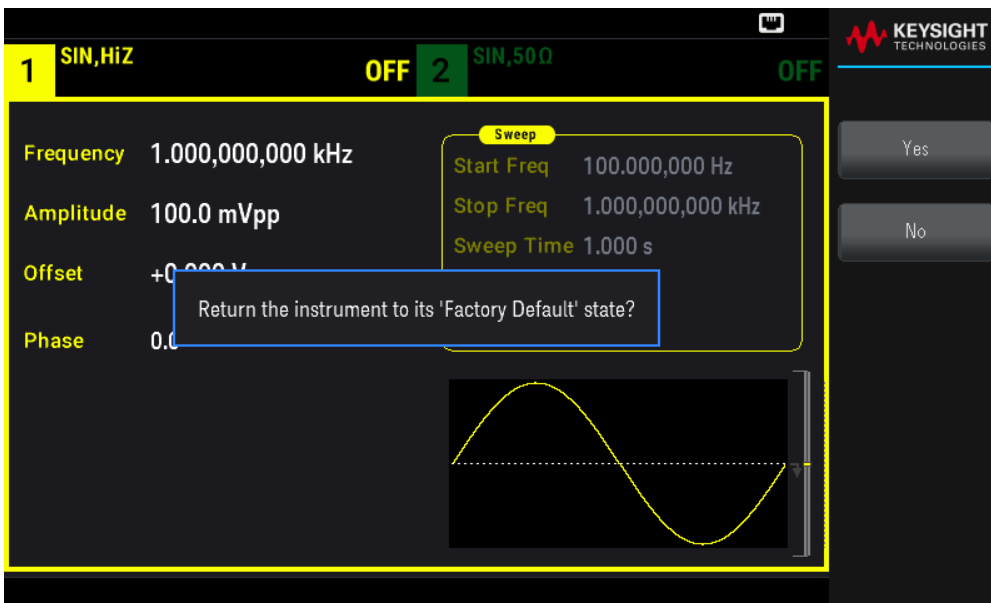 KEYSIGHT
TECHNOLOGIES
1 SIN,HiZ OFF 2 SIN,50Ω OFF
Sweep
Frequency 1.000,000,000 kHz
Start Freq 100.000,000 Hz
Amplitude 100.0 mVpp
Stop Freq 1.000,000,000 kHz
Sweep Time 1.000 s
Offset
Return the instrument to its 'Factory Default' state?
Phase
Yes
No